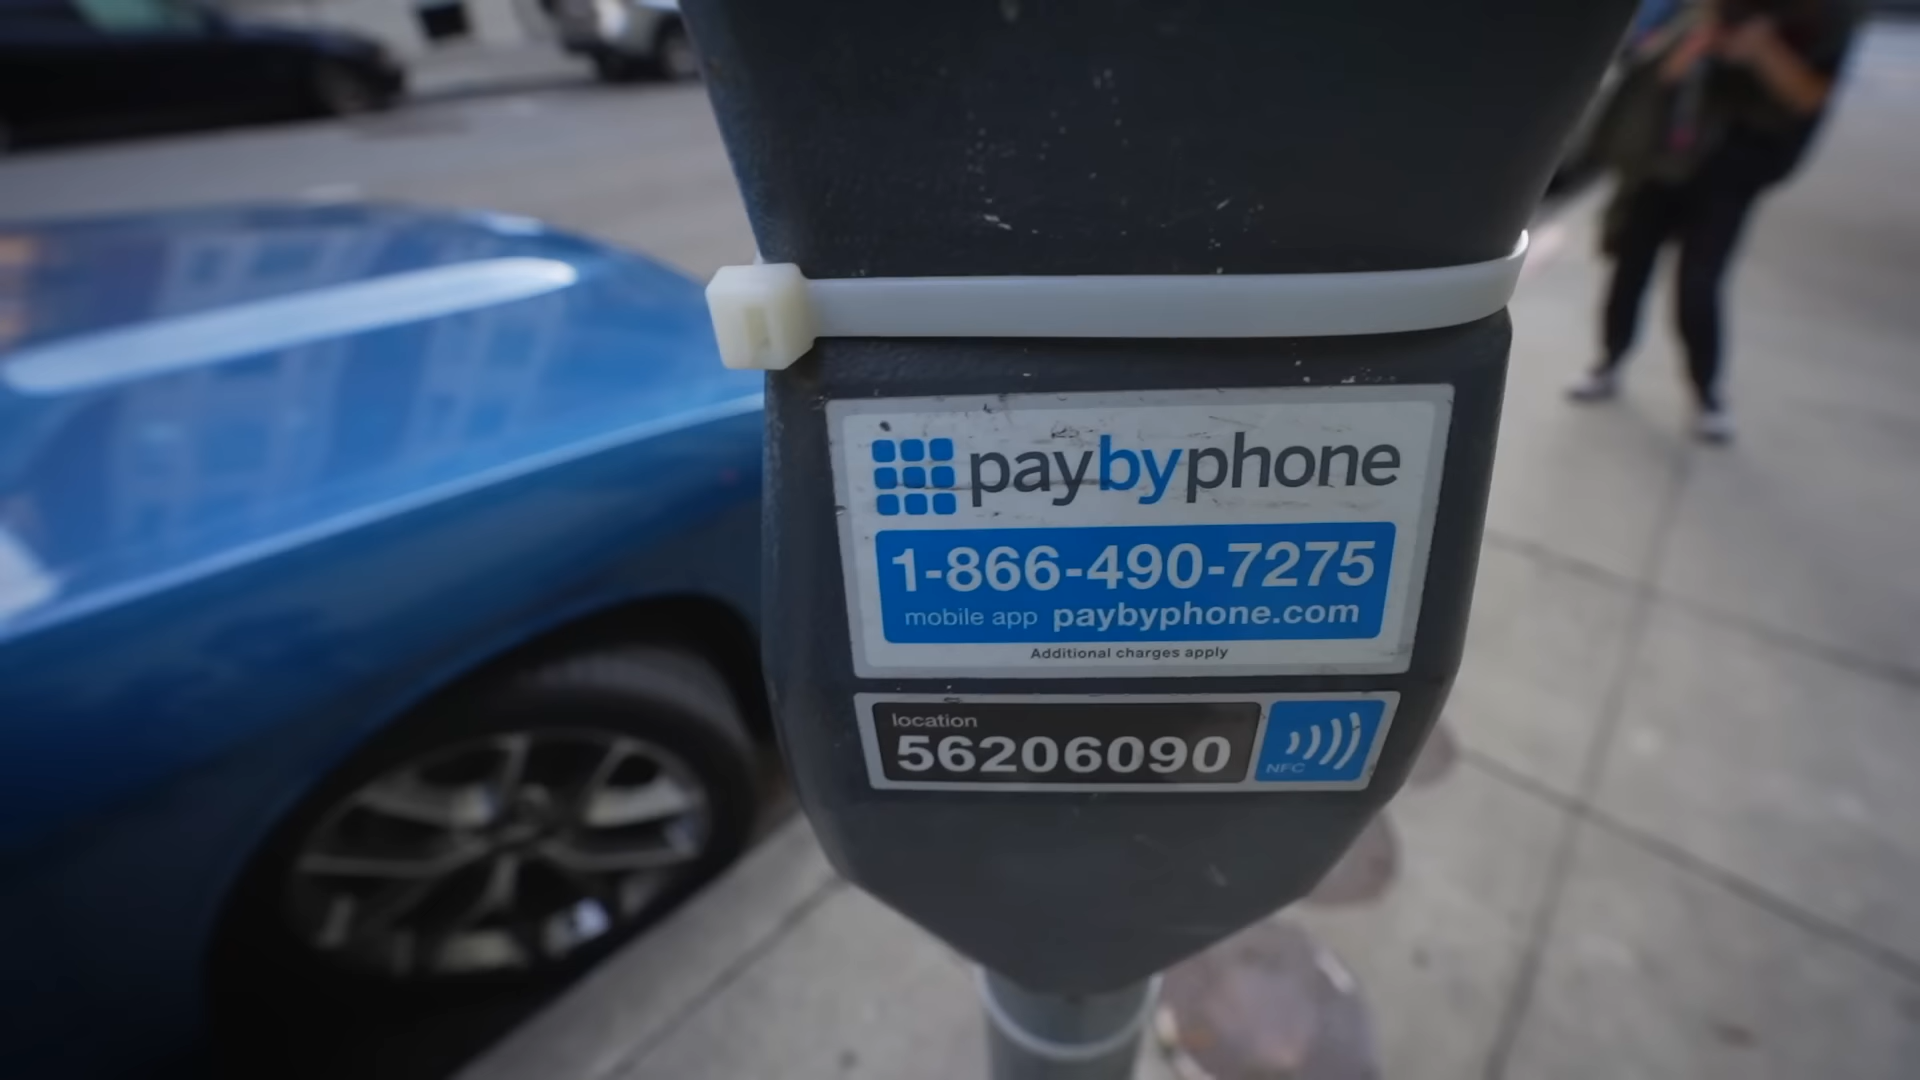 paybyphone
1-866-490-7275
mobile app paybyphone.com
Additional charges apply
location
56206090
NFC